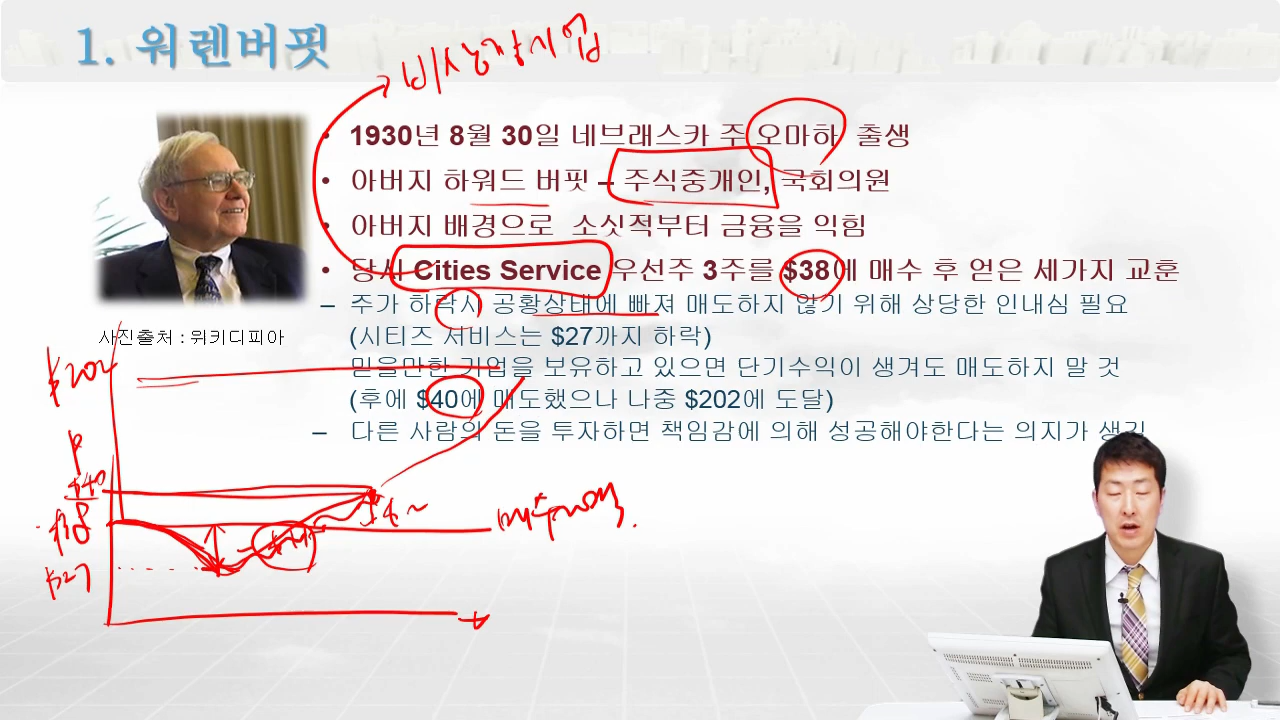 1. 워렌버핏
비상장기업
• 1930년 8월 30일 네브래스카 주 오마하 출생
• 아버지 하워드 버핏 – 주식중개인, 국회의원
• 아버지 배경으로 소싯적부터 금융을 익힘
• 당시 Cities Service 우선주 3주를 $38에 매수 후 얻은 세가지 교훈
– 주가 하락시 공황상태에 빠져 매도하지 않기 위해 상당한 인내심 필요
(시티즈 서비스는 $27까지 하락)
믿을만한 기업을 보유하고 있으면 단기수익이 생겨도 매도하지 말 것
(후에 $40에 매도했으나 나중 $202에 도달)
– 다른 사람의 돈을 투자하면 책임감에 의해 성공해야한다는 의지가 생김
사진출처 : 위키디피아
$202
P
$40
$38
$27
t